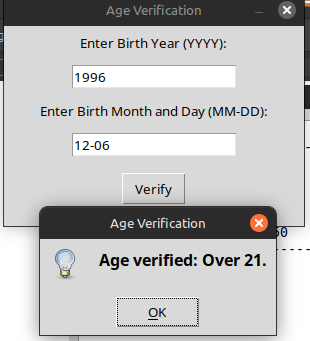 Age Verification
Enter Birth Year (YYYY):
1996
Enter Birth Month and Day (MM-DD):
12-06
Verify
Age Verification
Age verified: Over 21.
OK